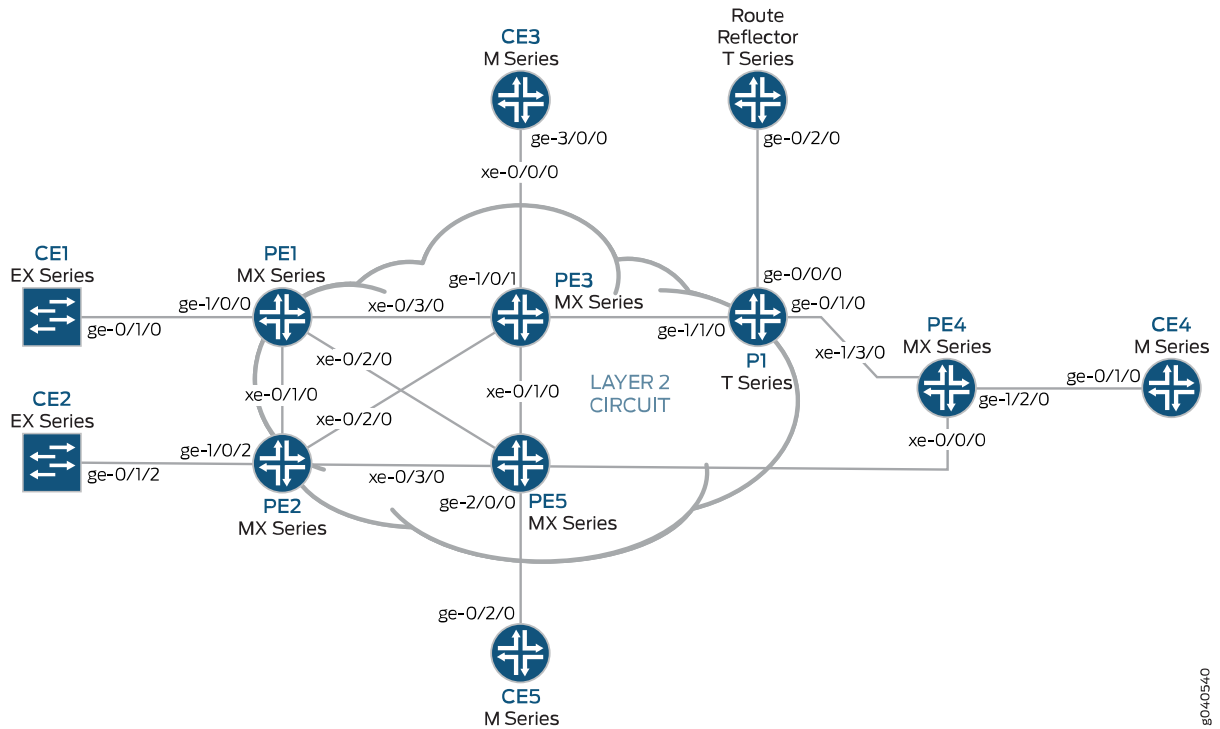 CE3
M Series
ge-3/0/0
xe-0/0/0
Route
Reflector
T Series
ge-0/2/0
CE1
EX Series
ge-0/1/0
PE1
MX Series
ge-1/0/0
xe-0/3/0
ge-1/0/1
PE3
MX Series
ge-1/1/0
ge-0/0/0
ge-0/1/0
P1
T Series
xe-1/3/0
PE4
MX Series
ge-1/2/0
xe-0/0/0
CE4
M Series
ge-0/1/0
xe-0/2/0
xe-0/1/0
xe-0/2/0
xe-0/1/0
LAYER 2
CIRCUIT
CE2
EX Series
ge-0/1/2
ge-1/0/2
PE2
MX Series
xe-0/3/0
ge-2/0/0
PE5
MX Series
ge-0/2/0
CE5
M Series
g040540